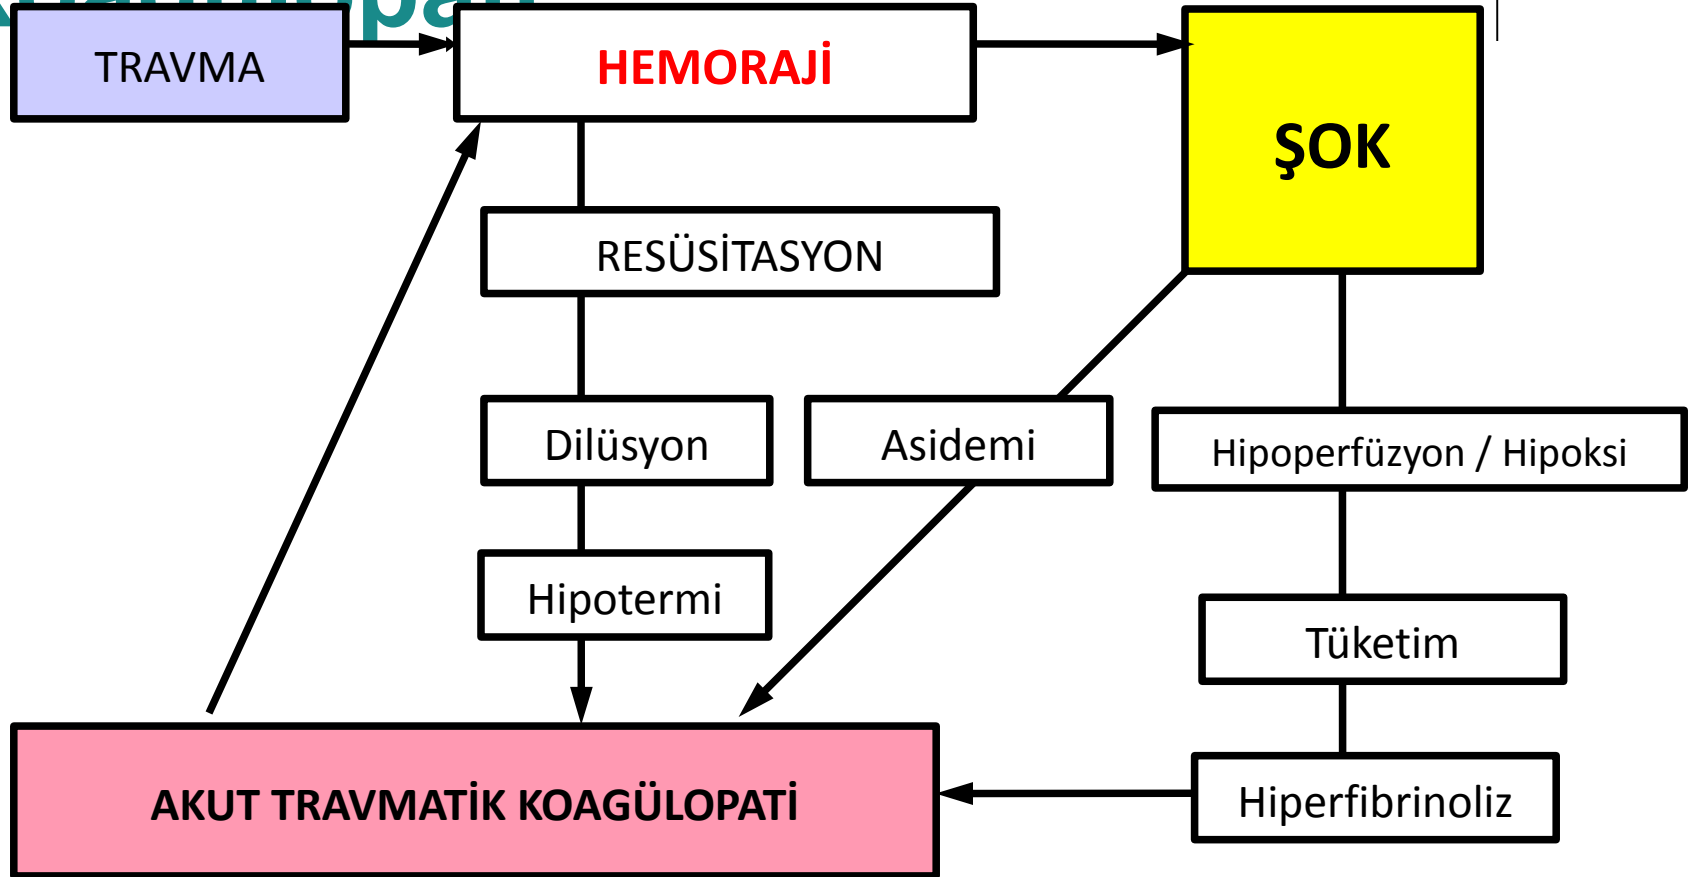 TRAVMA
HEMORAJİ
ŞOK
RESÜSİTASYON
Dilüsyon
Asidemi
Hipoperfüzyon / Hipoksi
Hipotermi
Tüketim
AKUT TRAVMATİK KOAGÜLOPATİ
Hiperfibrinoliz